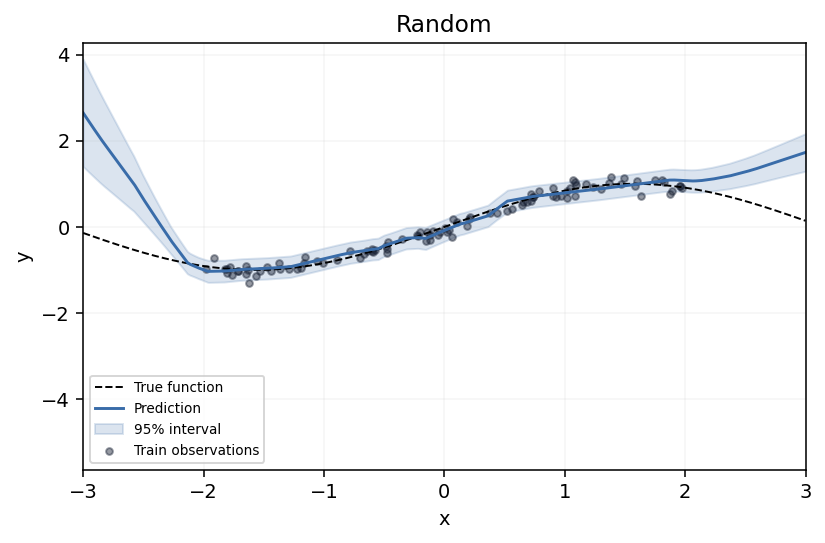 Random
4
2
0
−2
−4
y
−3
−2
−1
0
1
2
3
x
True function
Prediction
95% interval
Train observations